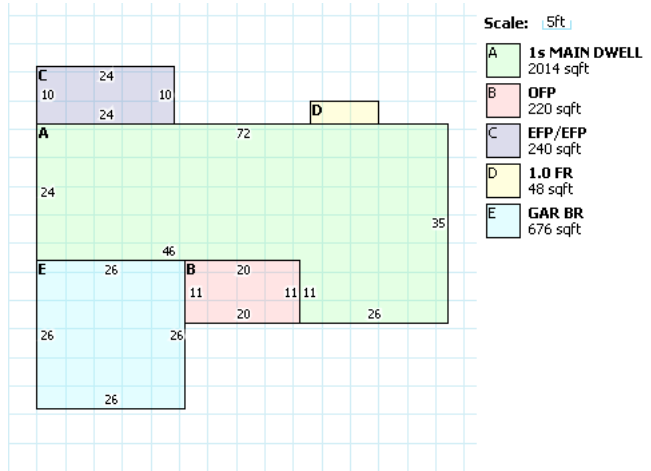 Scale: 5ft
A 1s MAIN DWELL
2014 sqft
B OFP
220 sqft
C EFP/EFP
240 sqft
D 1.0 FR
48 sqft
E GAR BR
676 sqft
C 24
10 10
24
D
A 72
24
35
46
E 26 B 20
11 11 11
20 26
26 26
26